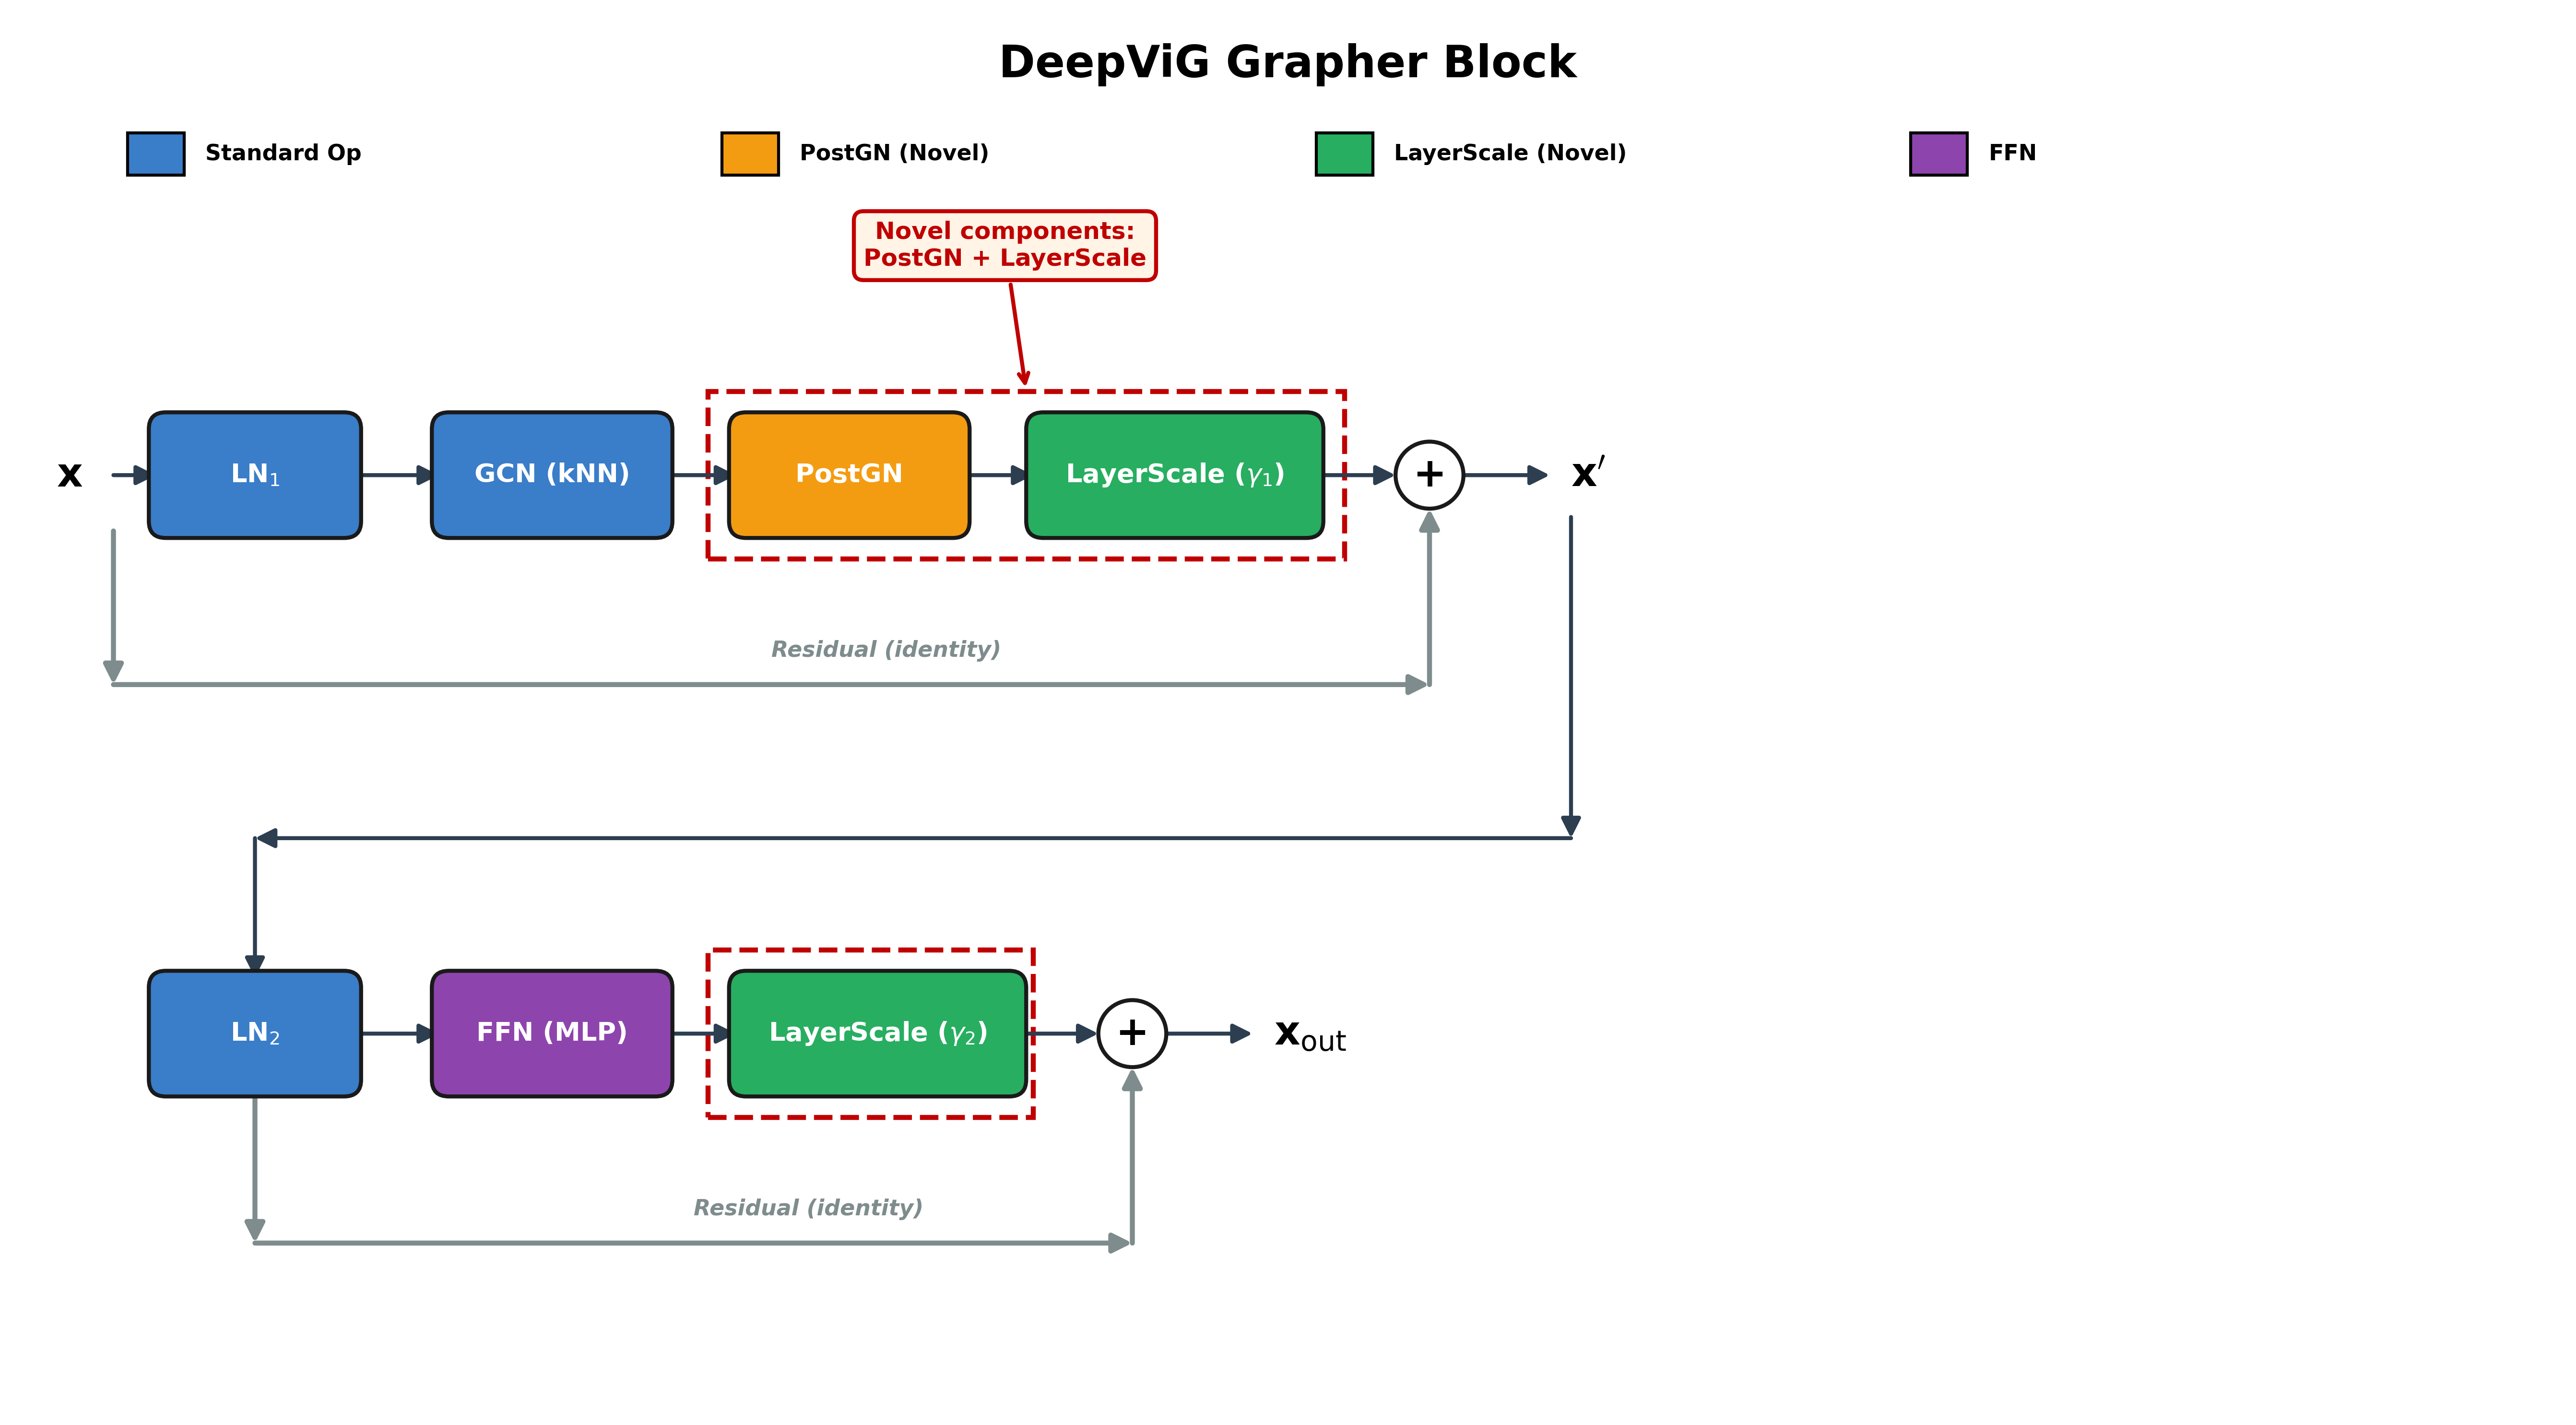 DeepViG Grapher Block
Standard Op
PostGN (Novel)
LayerScale (Novel)
FFN
Novel components:
PostGN + LayerScale
x
LN₁
GCN (kNN)
PostGN
LayerScale (γ₁)
+
x′
Residual (identity)
LN₂
FFN (MLP)
LayerScale (γ₂)
+
x_out
Residual (identity)